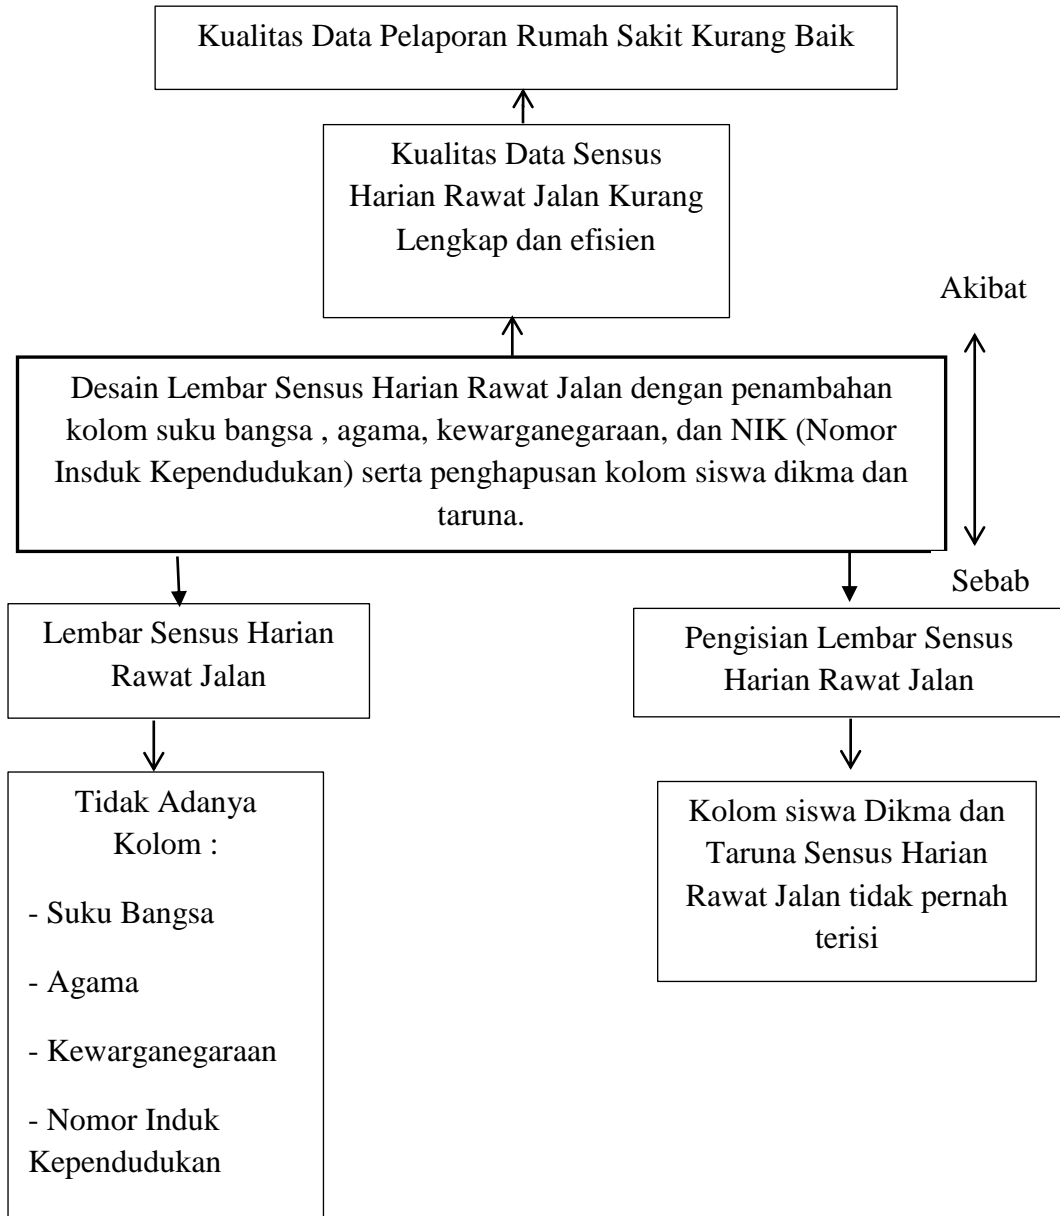 Kualitas Data Pelaporan Rumah Sakit Kurang Baik
Kualitas Data Sensus
Harian Rawat Jalan Kurang
Lengkap dan efisien
Akibat
Desain Lembar Sensus Harian Rawat Jalan dengan penambahan
kolom suku bangsa , agama, kewarganegaraan, dan NIK (Nomor
Insduk Kependudukan) serta penghapusan kolom siswa dikma dan
taruna.
Sebab
Lembar Sensus Harian
Rawat Jalan
Pengisian Lembar Sensus
Harian Rawat Jalan
Tidak Adanya
Kolom :
- Suku Bangsa
- Agama
- Kewarganegaraan
- Nomor Induk
Kependudukan
Kolom siswa Dikma dan
Taruna Sensus Harian
Rawat Jalan tidak pernah
terisi